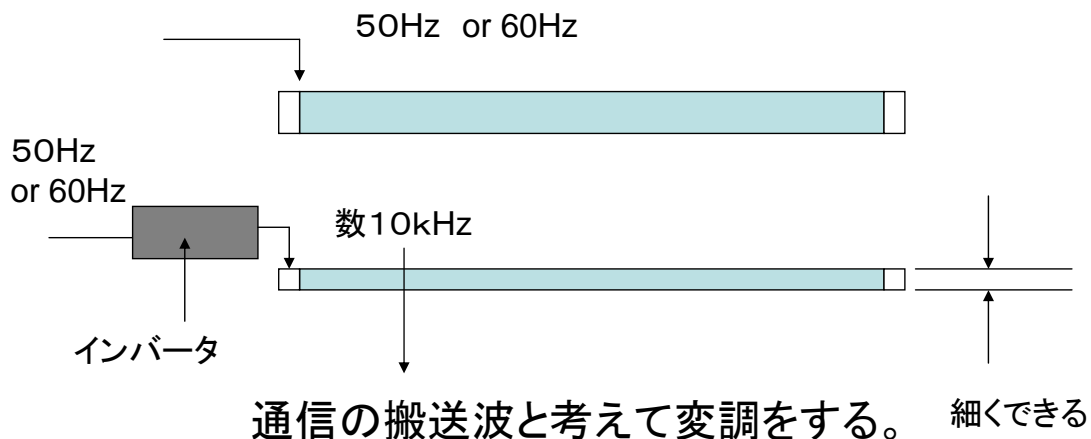 50Hz or 60Hz
50Hz
or 60Hz
数10kHz
インバータ
通信の搬送波と考えて変調をする。
細くできる